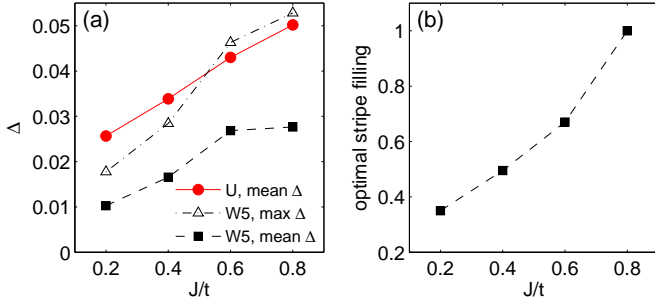 (a)
0.05
0.04
0.03
0.02
0.01
0
Δ
U, mean Δ
W5, max Δ
W5, mean Δ
0.2 0.4 0.6 0.8
J/t
(b)
1
0.8
0.6
0.4
0.2
optimal stripe filling
0.2 0.4 0.6 0.8
J/t